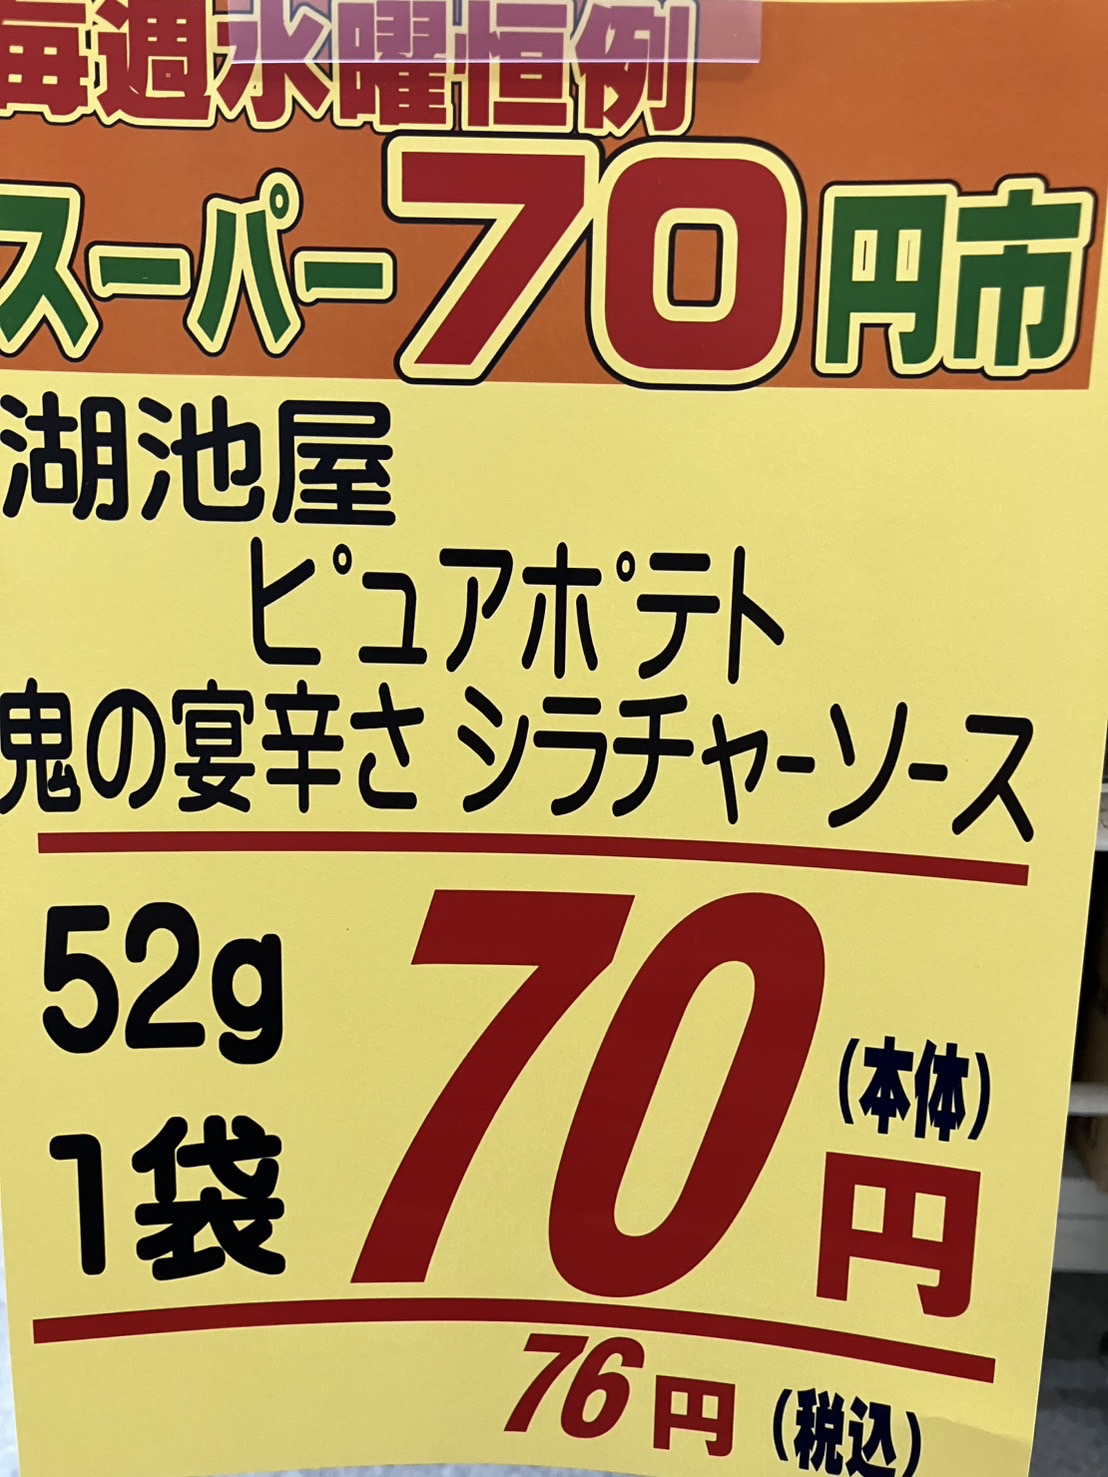 毎週水曜恒例
スーパー70円市
湖池屋
ピュアポテト
鬼の宴辛さ シラチャーソース
52g
1袋
70円
(本体)
76円 (税込)